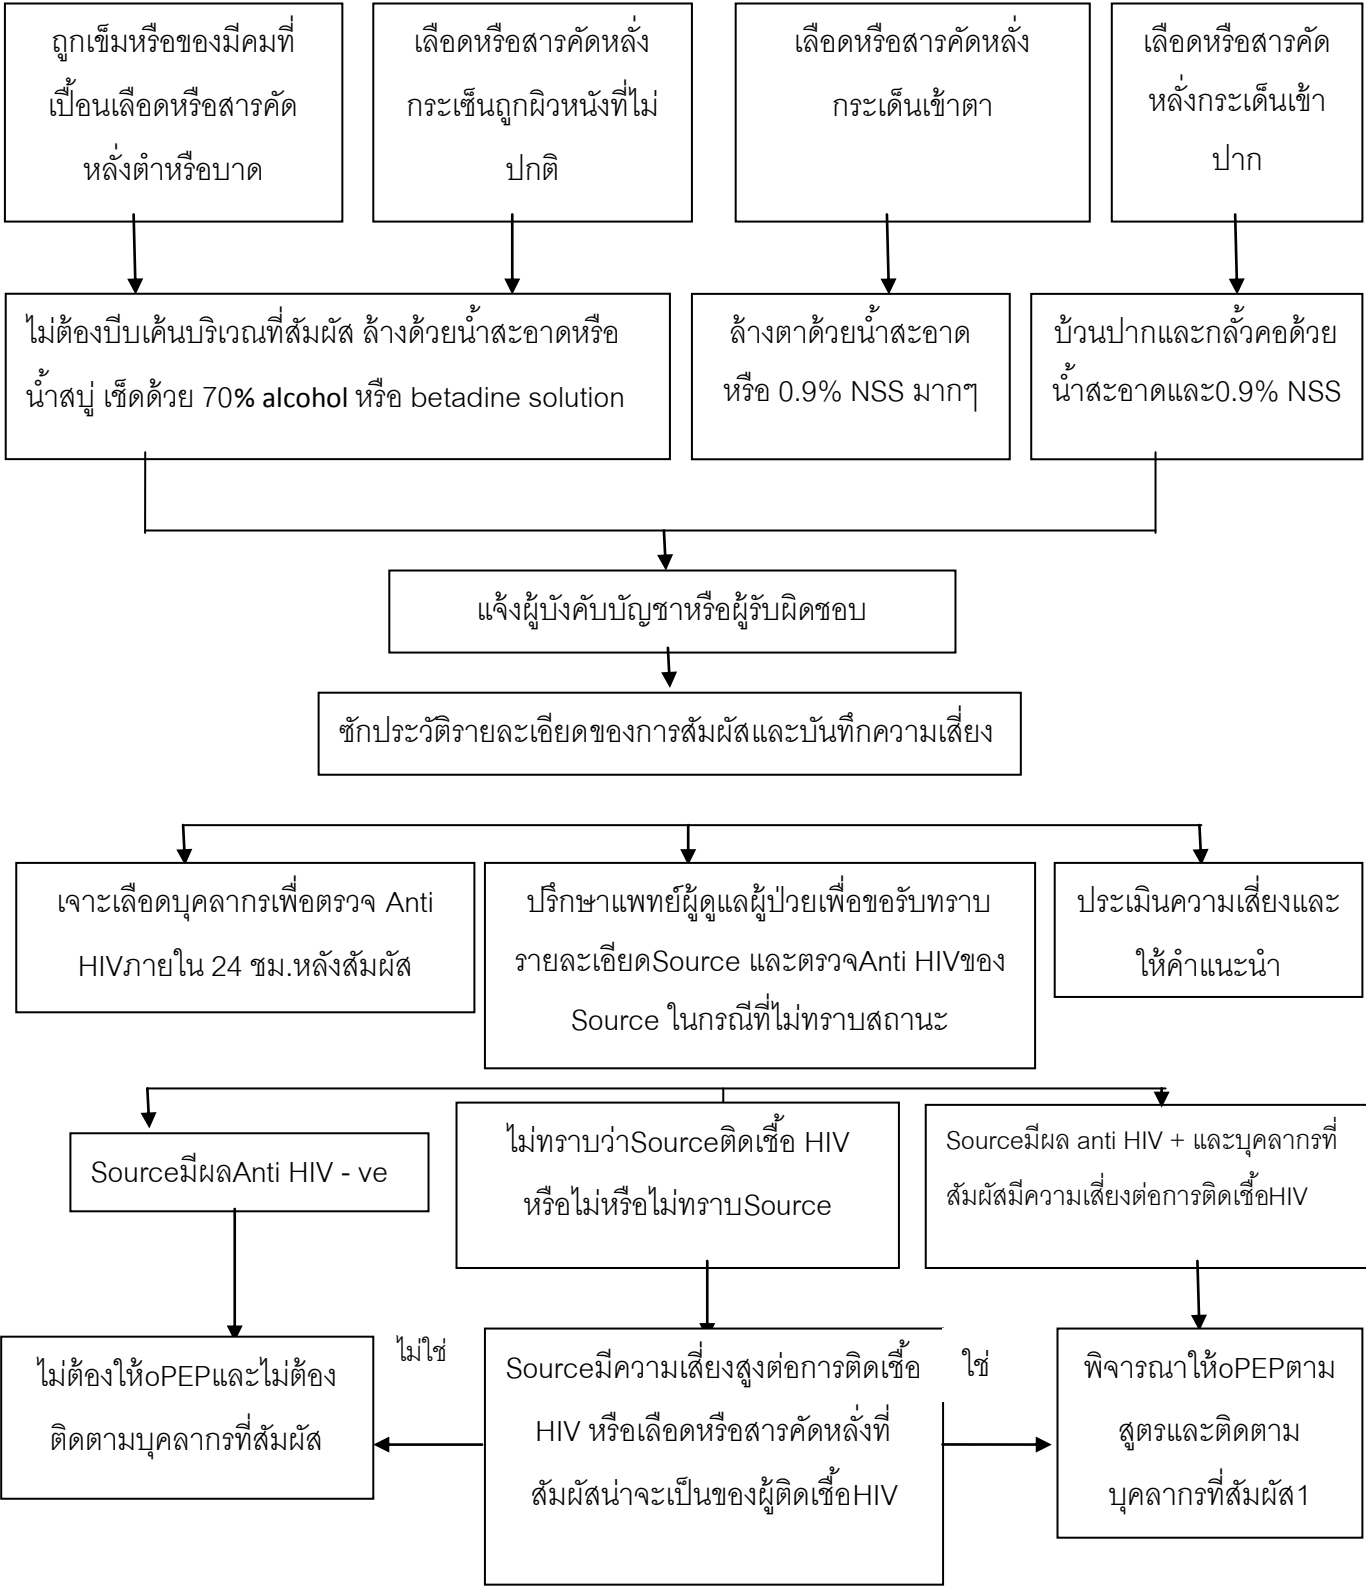 ถูกเข็มหรือของมีคมที่
เปื้อนเลือดหรือสารคัด
หลั่งตำหรือบาด
เลือดหรือสารคัดหลั่ง
กระเซ็นถูกผิวหนังที่ไม่
ปกติ
เลือดหรือสารคัดหลั่ง
กระเด็นเข้าตา
เลือดหรือสารคัด
หลั่งกระเด็นเข้า
ปาก
ไม่ต้องบีบเค้นบริเวณที่สัมผัส ล้างด้วยน้ำสะอาดหรือ
น้ำสบู่ เช็ดด้วย 70% alcohol หรือ betadine solution
ล้างตาด้วยน้ำสะอาด
หรือ 0.9% NSS มากๆ
บ้วนปากและกลั้วคอด้วย
น้ำสะอาดและ0.9% NSS
แจ้งผู้บังคับบัญชาหรือผู้รับผิดชอบ
ซักประวัติรายละเอียดของการสัมผัสและบันทึกความเสี่ยง
เจาะเลือดบุคลากรเพื่อตรวจ Anti
HIVภายใน 24 ชม.หลังสัมผัส
ปรึกษาแพทย์ผู้ดูแลผู้ป่วยเพื่อขอรับทราบ
รายละเอียดSource และตรวจAnti HIVของ
Source ในกรณีที่ไม่ทราบสถานะ
ประเมินความเสี่ยงและ
ให้คำแนะนำ
SourceมีผลAnti HIV - ve
ไม่ทราบว่าSourceติดเชื้อ HIV
หรือไม่หรือไม่ทราบSource
Sourceมีผล anti HIV + และบุคลากรที่
สัมผัสมีความเสี่ยงต่อการติดเชื้อHIV
ไม่ต้องให้oPEPและไม่ต้อง
ติดตามบุคลากรที่สัมผัส
ไม่ใช่
Sourceมีความเสี่ยงสูงต่อการติดเชื้อ
HIV หรือเลือดหรือสารคัดหลั่งที่
สัมผัสน่าจะเป็นของผู้ติดเชื้อHIV
ใช่
พิจารณาให้oPEPตาม
สูตรและติดตาม
บุคลากรที่สัมผัส1